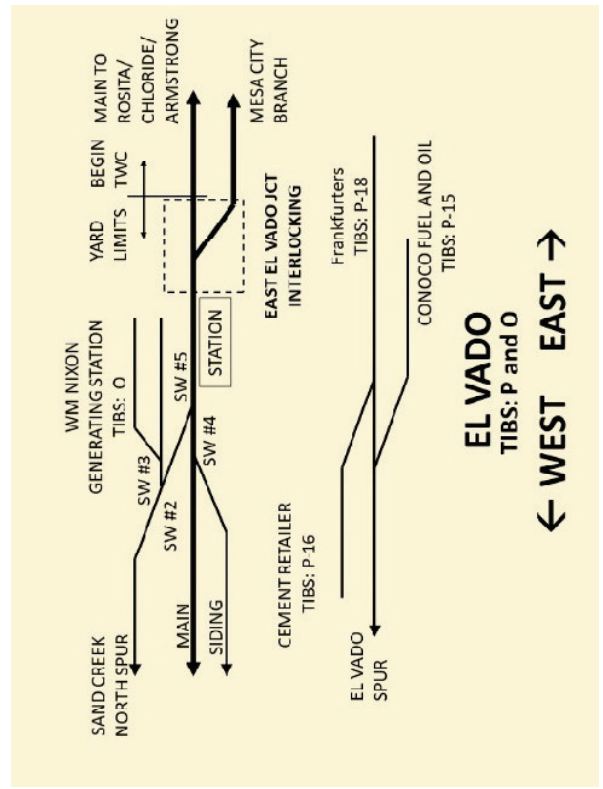 MAIN TO
ROSITA/
CHLORIDE/
ARMSTRONG
MESA CITY
BRANCH
BEGIN
TWC
YARD
LIMITS
EAST EL VADO JCT
INTERLOCKING
WM NIXON
GENERATING STATION
TIBS: O
SW #5
STATION
SW #3
SW #4
SW #2
SAND CREEK
NORTH SPUR
MAIN
SIDING
Frankfurters
TIBS: P-18
CONOCO FUEL AND OIL
TIBS: P-15
CEMENT RETAILER
TIBS: P-16
EL VADO
SPUR
EL VADO
TIBS: P and O
← WEST EAST →